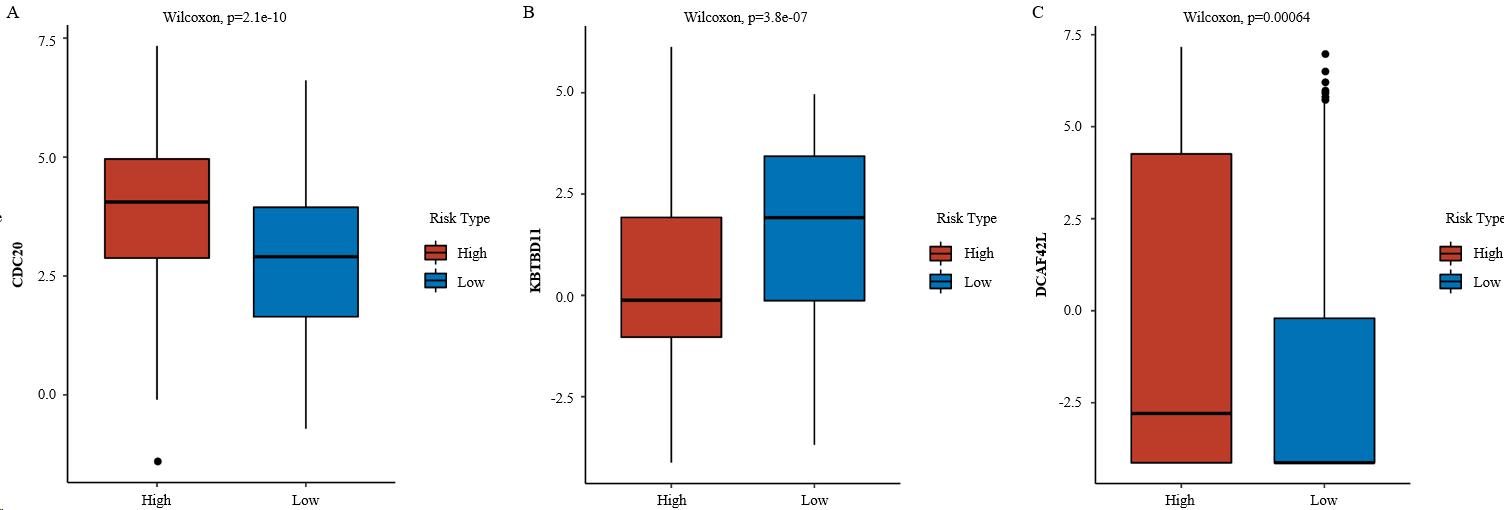 A
Wilcoxon, p=2.1e-10
7.5
5.0
2.5
0.0
CDC20
High
Low
Risk Type
High
Low
B
Wilcoxon, p=3.8e-07
5.0
2.5
0.0
-2.5
KBTBD11
High
Low
Risk Type
High
Low
C
Wilcoxon, p=0.00064
7.5
5.0
2.5
0.0
-2.5
DCAF42L
High
Low
Risk Type
High
Low